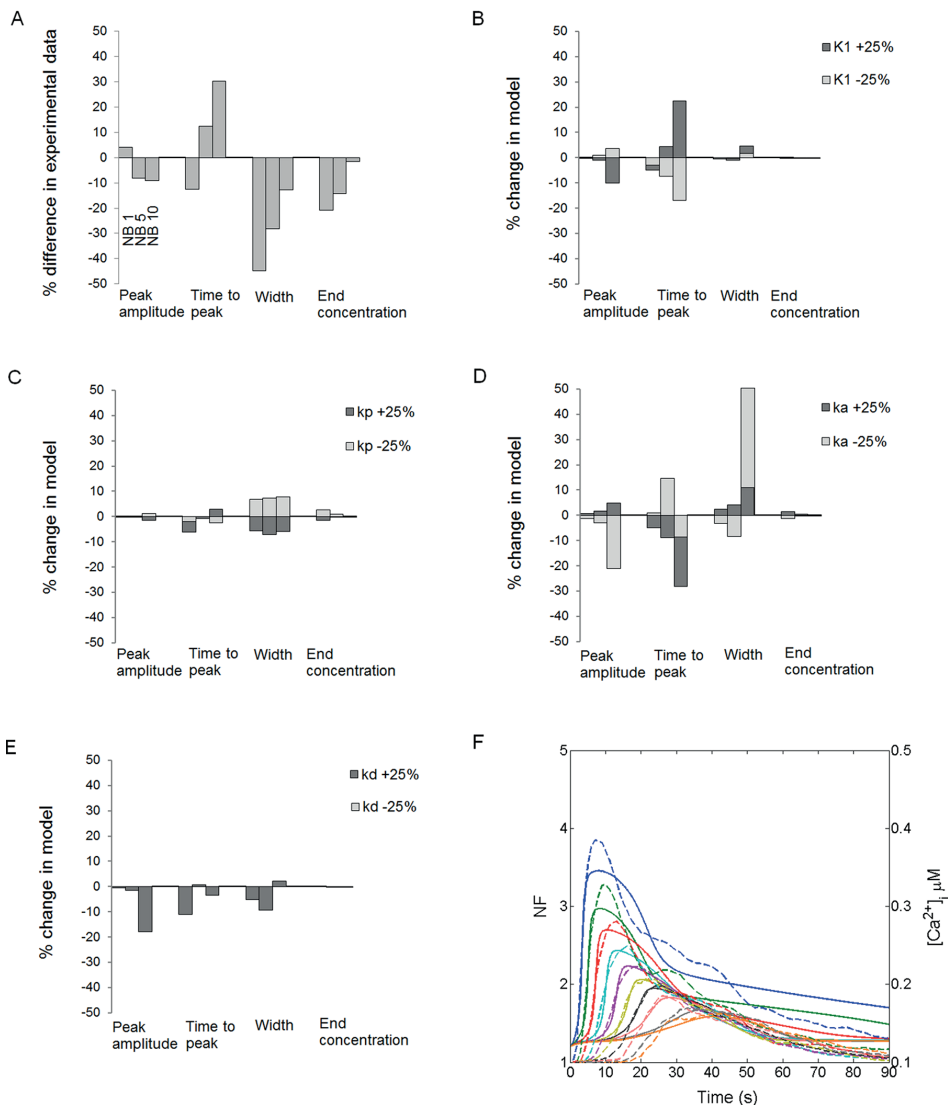 A
% difference in experimental data
50
40
30
20
10
0
-10
-20
-30
-40
-50
NB 1
NB 5
NB 10
Peak amplitude
Time to peak
Width
End concentration
B
% change in model
50
40
30
20
10
0
-10
-20
-30
-40
-50
K1 +25%
K1 -25%
Peak amplitude
Time to peak
Width
End concentration
C
% change in model
50
40
30
20
10
0
-10
-20
-30
-40
-50
kp +25%
kp -25%
Peak amplitude
Time to peak
Width
End concentration
D
% change in model
50
40
30
20
10
0
-10
-20
-30
-40
-50
ka +25%
ka -25%
Peak amplitude
Time to peak
Width
End concentration
E
% change in model
50
40
30
20
10
0
-10
-20
-30
-40
-50
kd +25%
kd -25%
Peak amplitude
Time to peak
Width
End concentration
F
NF
5
4
3
2
1
0.5
0.4
0.3
0.2
0.1
[Ca2+]i μM
0 10 20 30 40 50 60 70 80 90
Time (s)